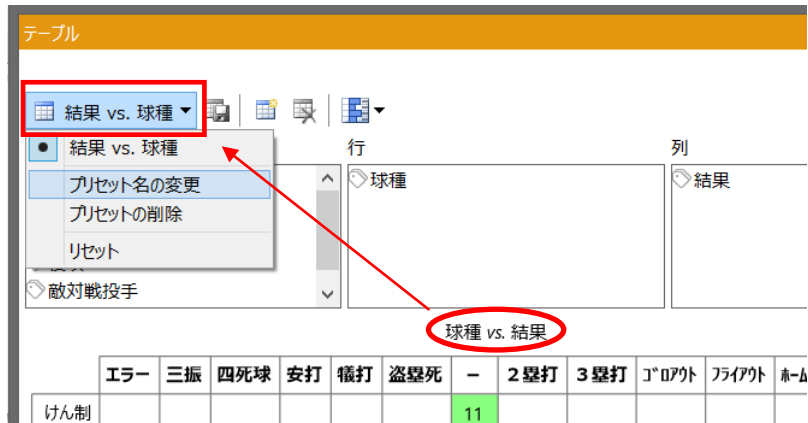 テーブル
結果 vs. 球種
結果 vs. 球種
プリセット名の変更
プリセットの削除
リセット
敵対戦投手
行
球種
列
結果
球種 vs. 結果
エラー 三振 四死球 安打 犠打 盗塁死 − 2塁打 3塁打 ｺﾞﾛｱｳﾄ ﾌﾗｲｱｳﾄ
けん制 11